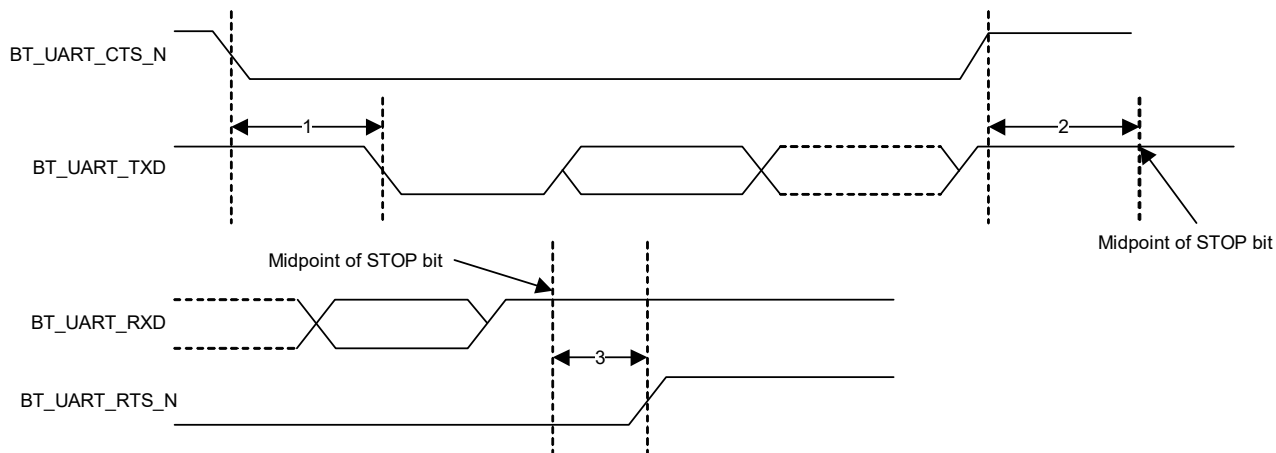 BT_UART_CTS_N
1
2
BT_UART_TXD
Midpoint of STOP bit
Midpoint of STOP bit
BT_UART_RXD
3
BT_UART_RTS_N